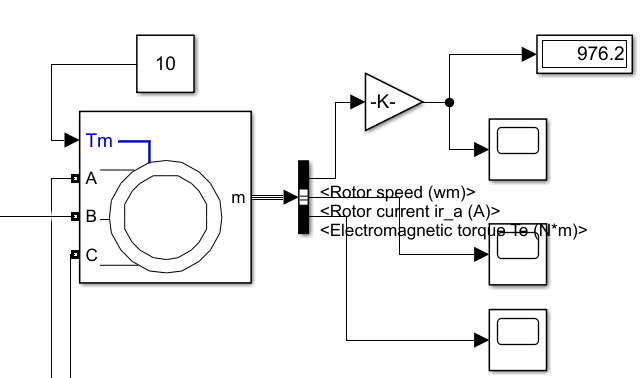 976.2
10
-K-
Tm
A
B
C
m
<Rotor speed (wm)>
<Rotor current ir_a (A)>
<Electromagnetic torque Te (N*m)>